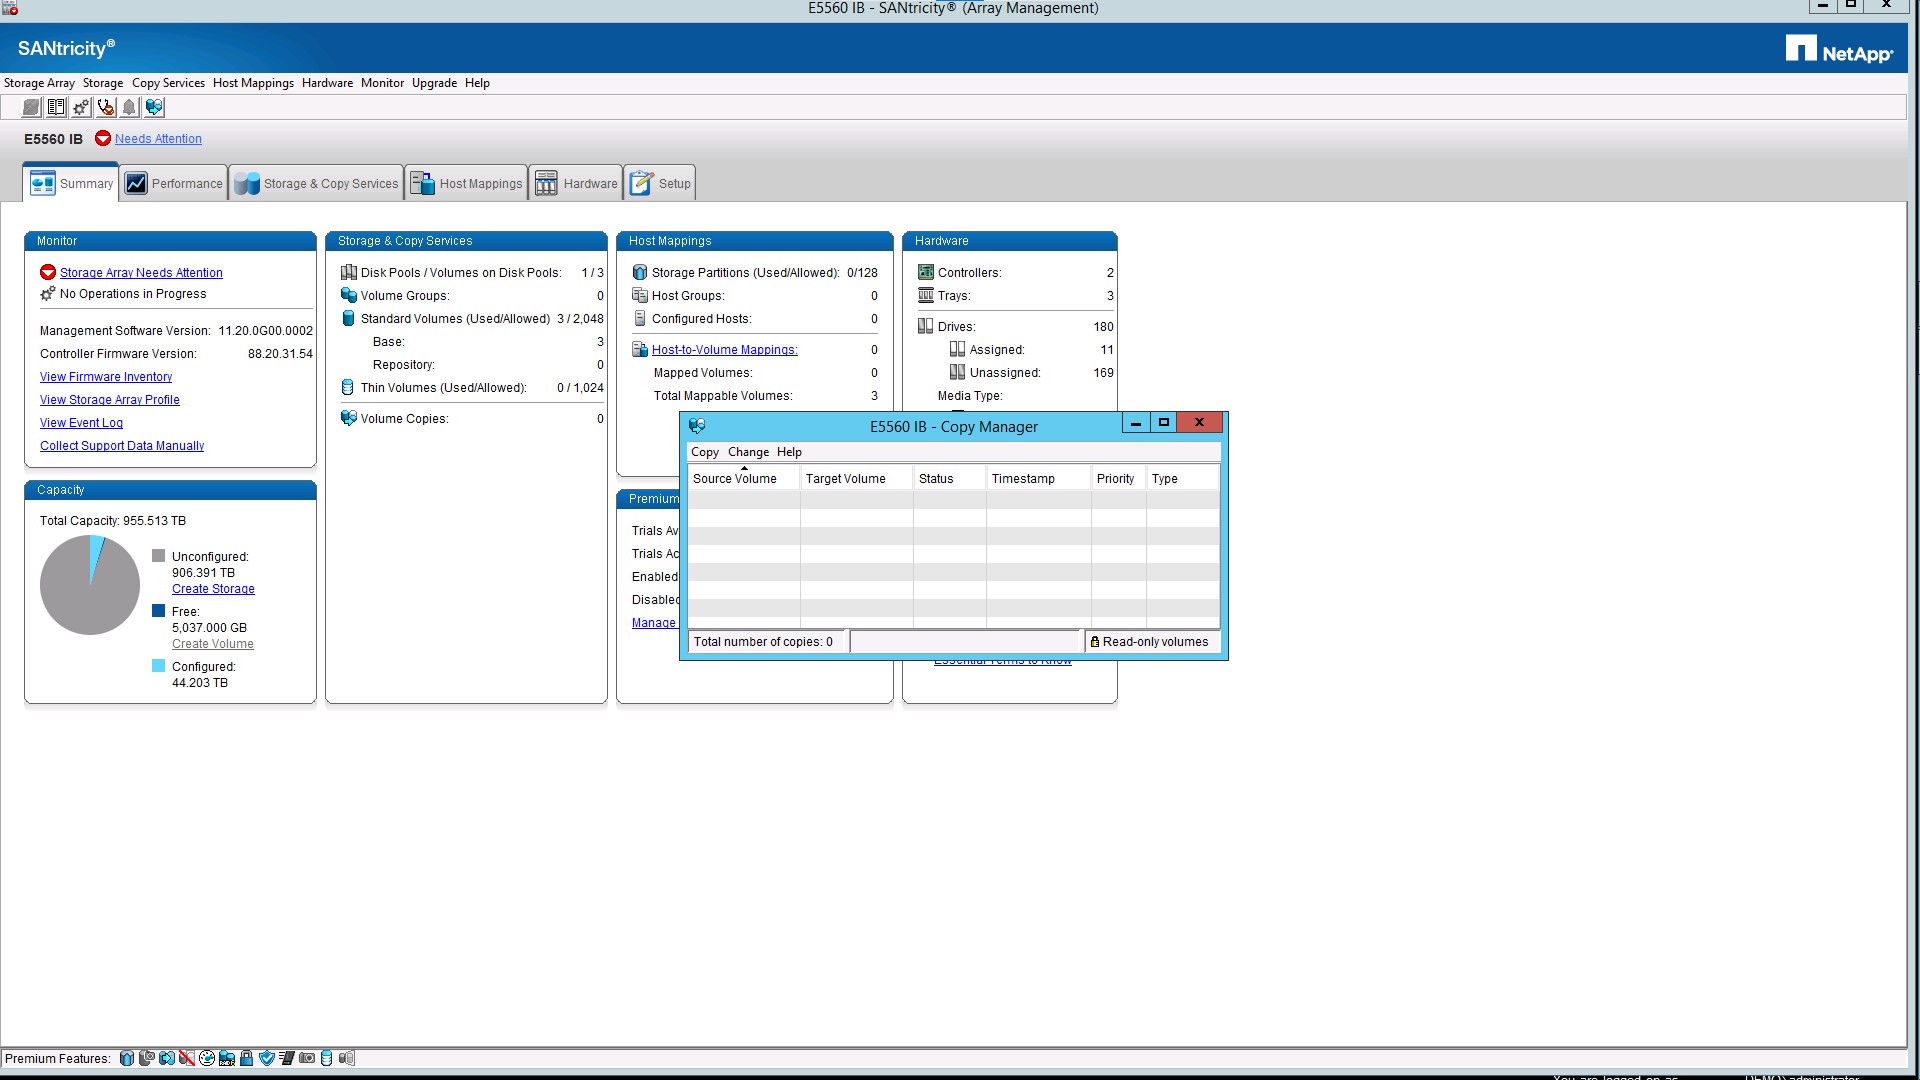 E5560 IB - SANtricity® (Array Management)
SANtricity®
NetApp®
Storage Array Storage Copy Services Host Mappings Hardware Monitor Upgrade Help
E5560 IB Needs Attention
Summary Performance Storage & Copy Services Host Mappings Hardware Setup
Monitor
Storage Array Needs Attention
No Operations in Progress
Management Software Version: 11.20.0G00.0002
Controller Firmware Version: 88.20.31.54
View Firmware Inventory
View Storage Array Profile
View Event Log
Collect Support Data Manually
Capacity
Total Capacity: 955.513 TB
Unconfigured:
906.391 TB
Create Storage
Free:
5,037.000 GB
Create Volume
Configured:
44.203 TB
Storage & Copy Services
Disk Pools / Volumes on Disk Pools: 1 / 3
Volume Groups: 0
Standard Volumes (Used/Allowed) 3 / 2,048
Base: 3
Repository: 0
Thin Volumes (Used/Allowed): 0 / 1,024
Volume Copies: 0
Host Mappings
Storage Partitions (Used/Allowed): 0/128
Host Groups: 0
Configured Hosts: 0
Host-to-Volume Mappings: 0
Mapped Volumes: 0
Total Mappable Volumes: 3
Premium
Trials Av
Trials Ac
Enabled
Disabled
Manage
Hardware
Controllers: 2
Trays: 3
Drives: 180
Assigned: 11
Unassigned: 169
Media Type:
E5560 IB - Copy Manager
Copy Change Help
Source Volume Target Volume Status Timestamp Priority Type
Total number of copies: 0
Read-only volumes
Essential Terms to Know
Premium Features:
You are logged on as DEMO\administrator